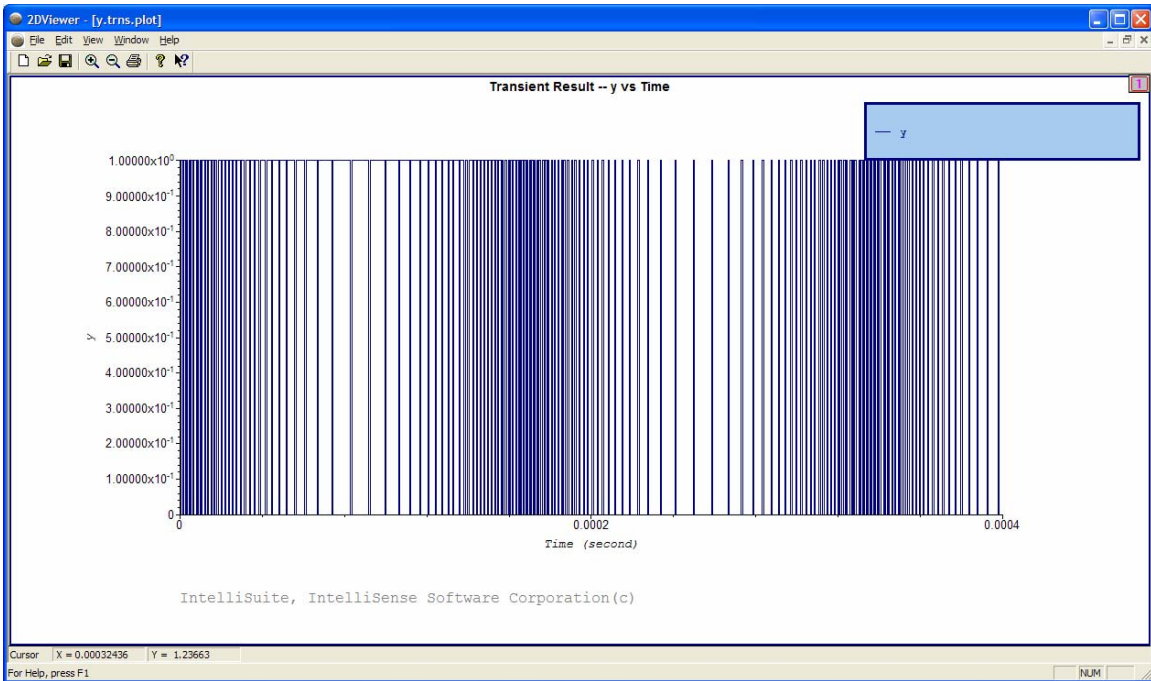 2DViewer - [y.trns.plot]
File Edit View Window Help
Transient Result -- y vs Time
1
y
1.00000x10⁰
9.00000x10⁻¹
8.00000x10⁻¹
7.00000x10⁻¹
6.00000x10⁻¹
y
5.00000x10⁻¹
4.00000x10⁻¹
3.00000x10⁻¹
2.00000x10⁻¹
1.00000x10⁻¹
0
0 0.0002 0.0004
Time (second)
IntelliSuite, IntelliSense Software Corporation(c)
Cursor X = 0.00032436 Y = 1.23663
For Help, press F1 NUM